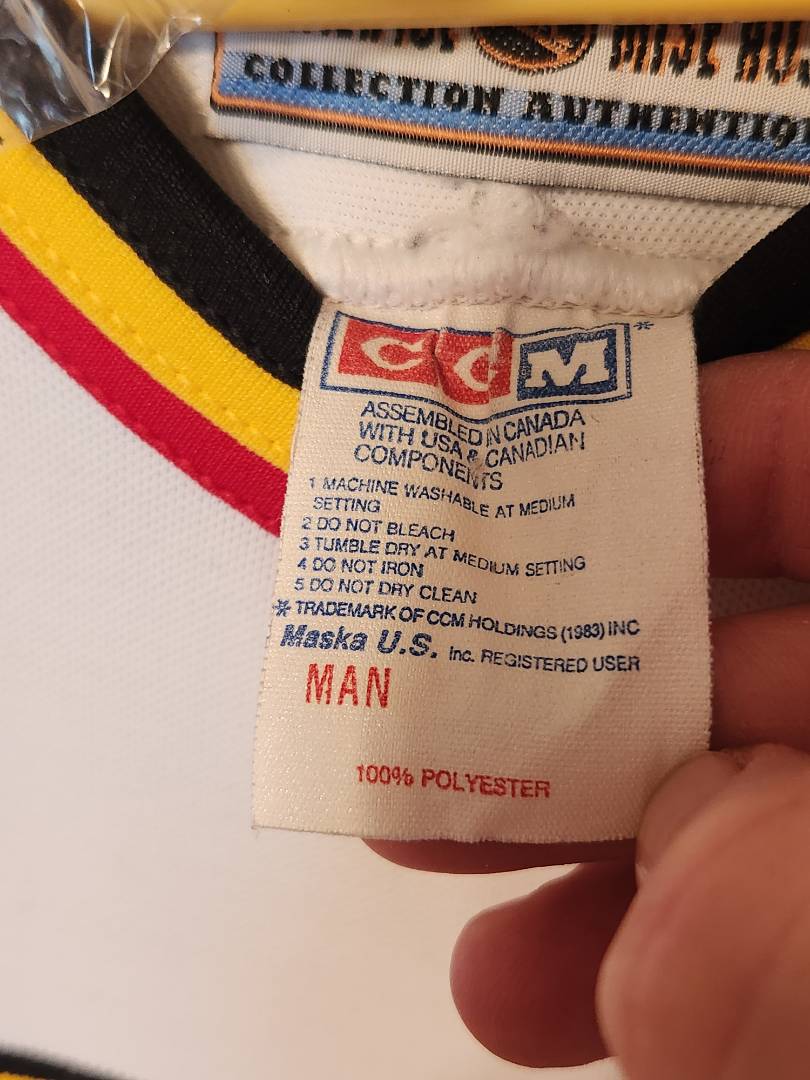 COLLECTION AUTHENTIQ
CCM*
ASSEMBLED IN CANADA
WITH USA & CANADIAN
COMPONENTS
1 MACHINE WASHABLE AT MEDIUM
SETTING
2 DO NOT BLEACH
3 TUMBLE DRY AT MEDIUM SETTING
4 DO NOT IRON
5 DO NOT DRY CLEAN
* TRADEMARK OF CCM HOLDINGS (1983) INC
Maska U.S. Inc. REGISTERED USER
MAN
100% POLYESTER